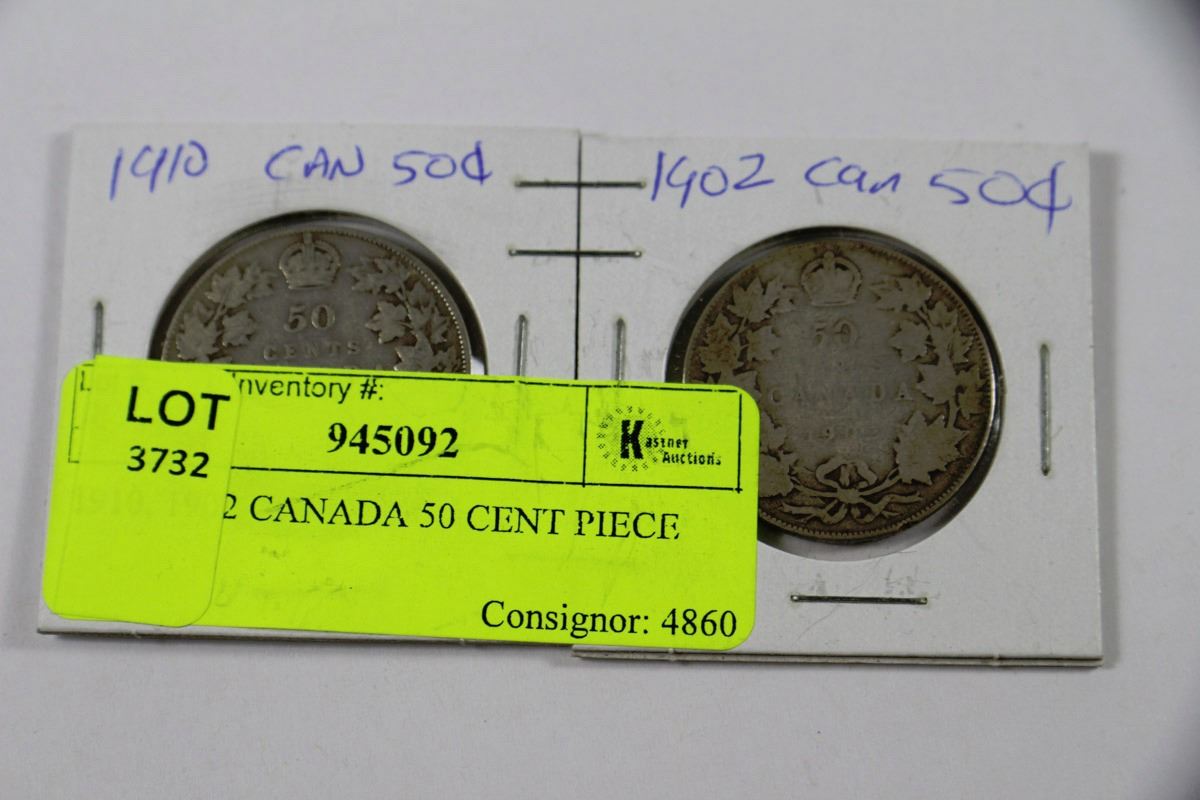 1910 CAN 50¢
1902 Can 50¢
50
CENTS
50
CANADA
Inventory #:
LOT
3732
945092
Kastner
Auctions
2 CANADA 50 CENT PIECE
Consignor: 4860